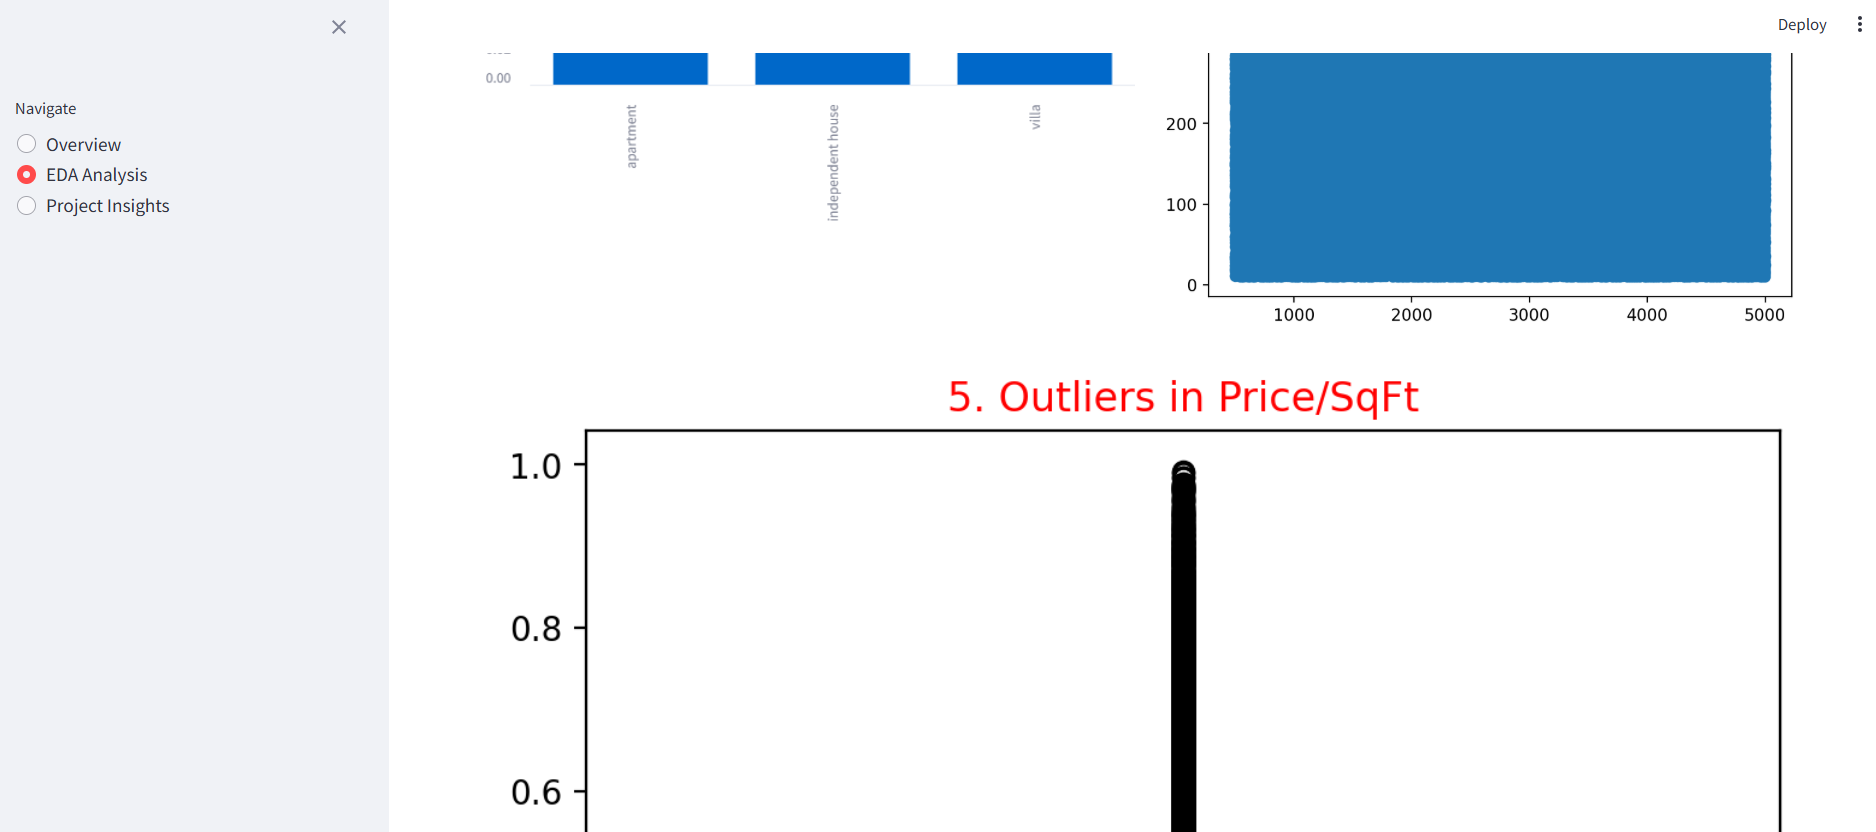 Deploy
Navigate
Overview
EDA Analysis
Project Insights
0.00
apartment
independent house
villa
200
100
0
1000 2000 3000 4000 5000
5. Outliers in Price/SqFt
1.0
0.8
0.6